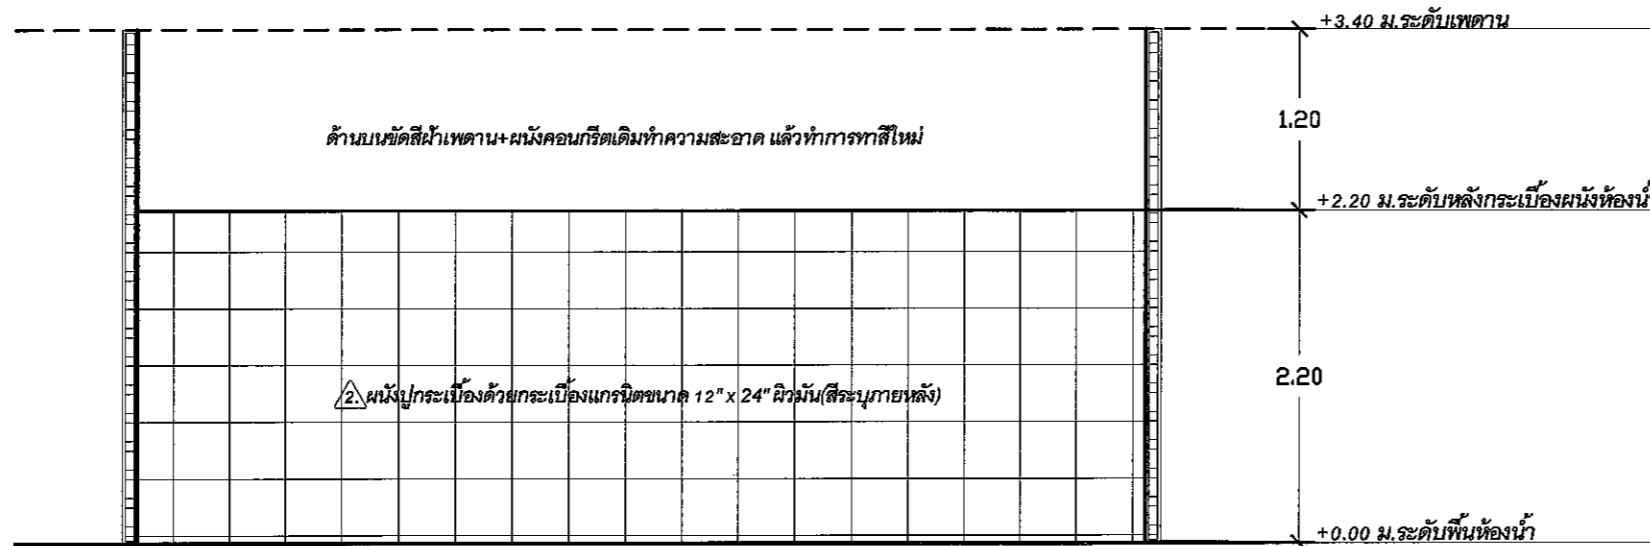 +3.40 ม.ระดับเพดาน
1.20
ด้านบนขัดสีฝ้าเพดาน+ผนังคอนกรีตเดิมทำความสะอาด แล้วทำการทาสีใหม่
+2.20 ม.ระดับหลังกระเบื้องผนังห้องน้ำ
2.20
2. ผนังปูกระเบื้องด้วยกระเบื้องแกรนิตขนาด 12" x 24" ผิวมัน(สีระบุภายหลัง)
+0.00 ม.ระดับพื้นห้องน้ำ